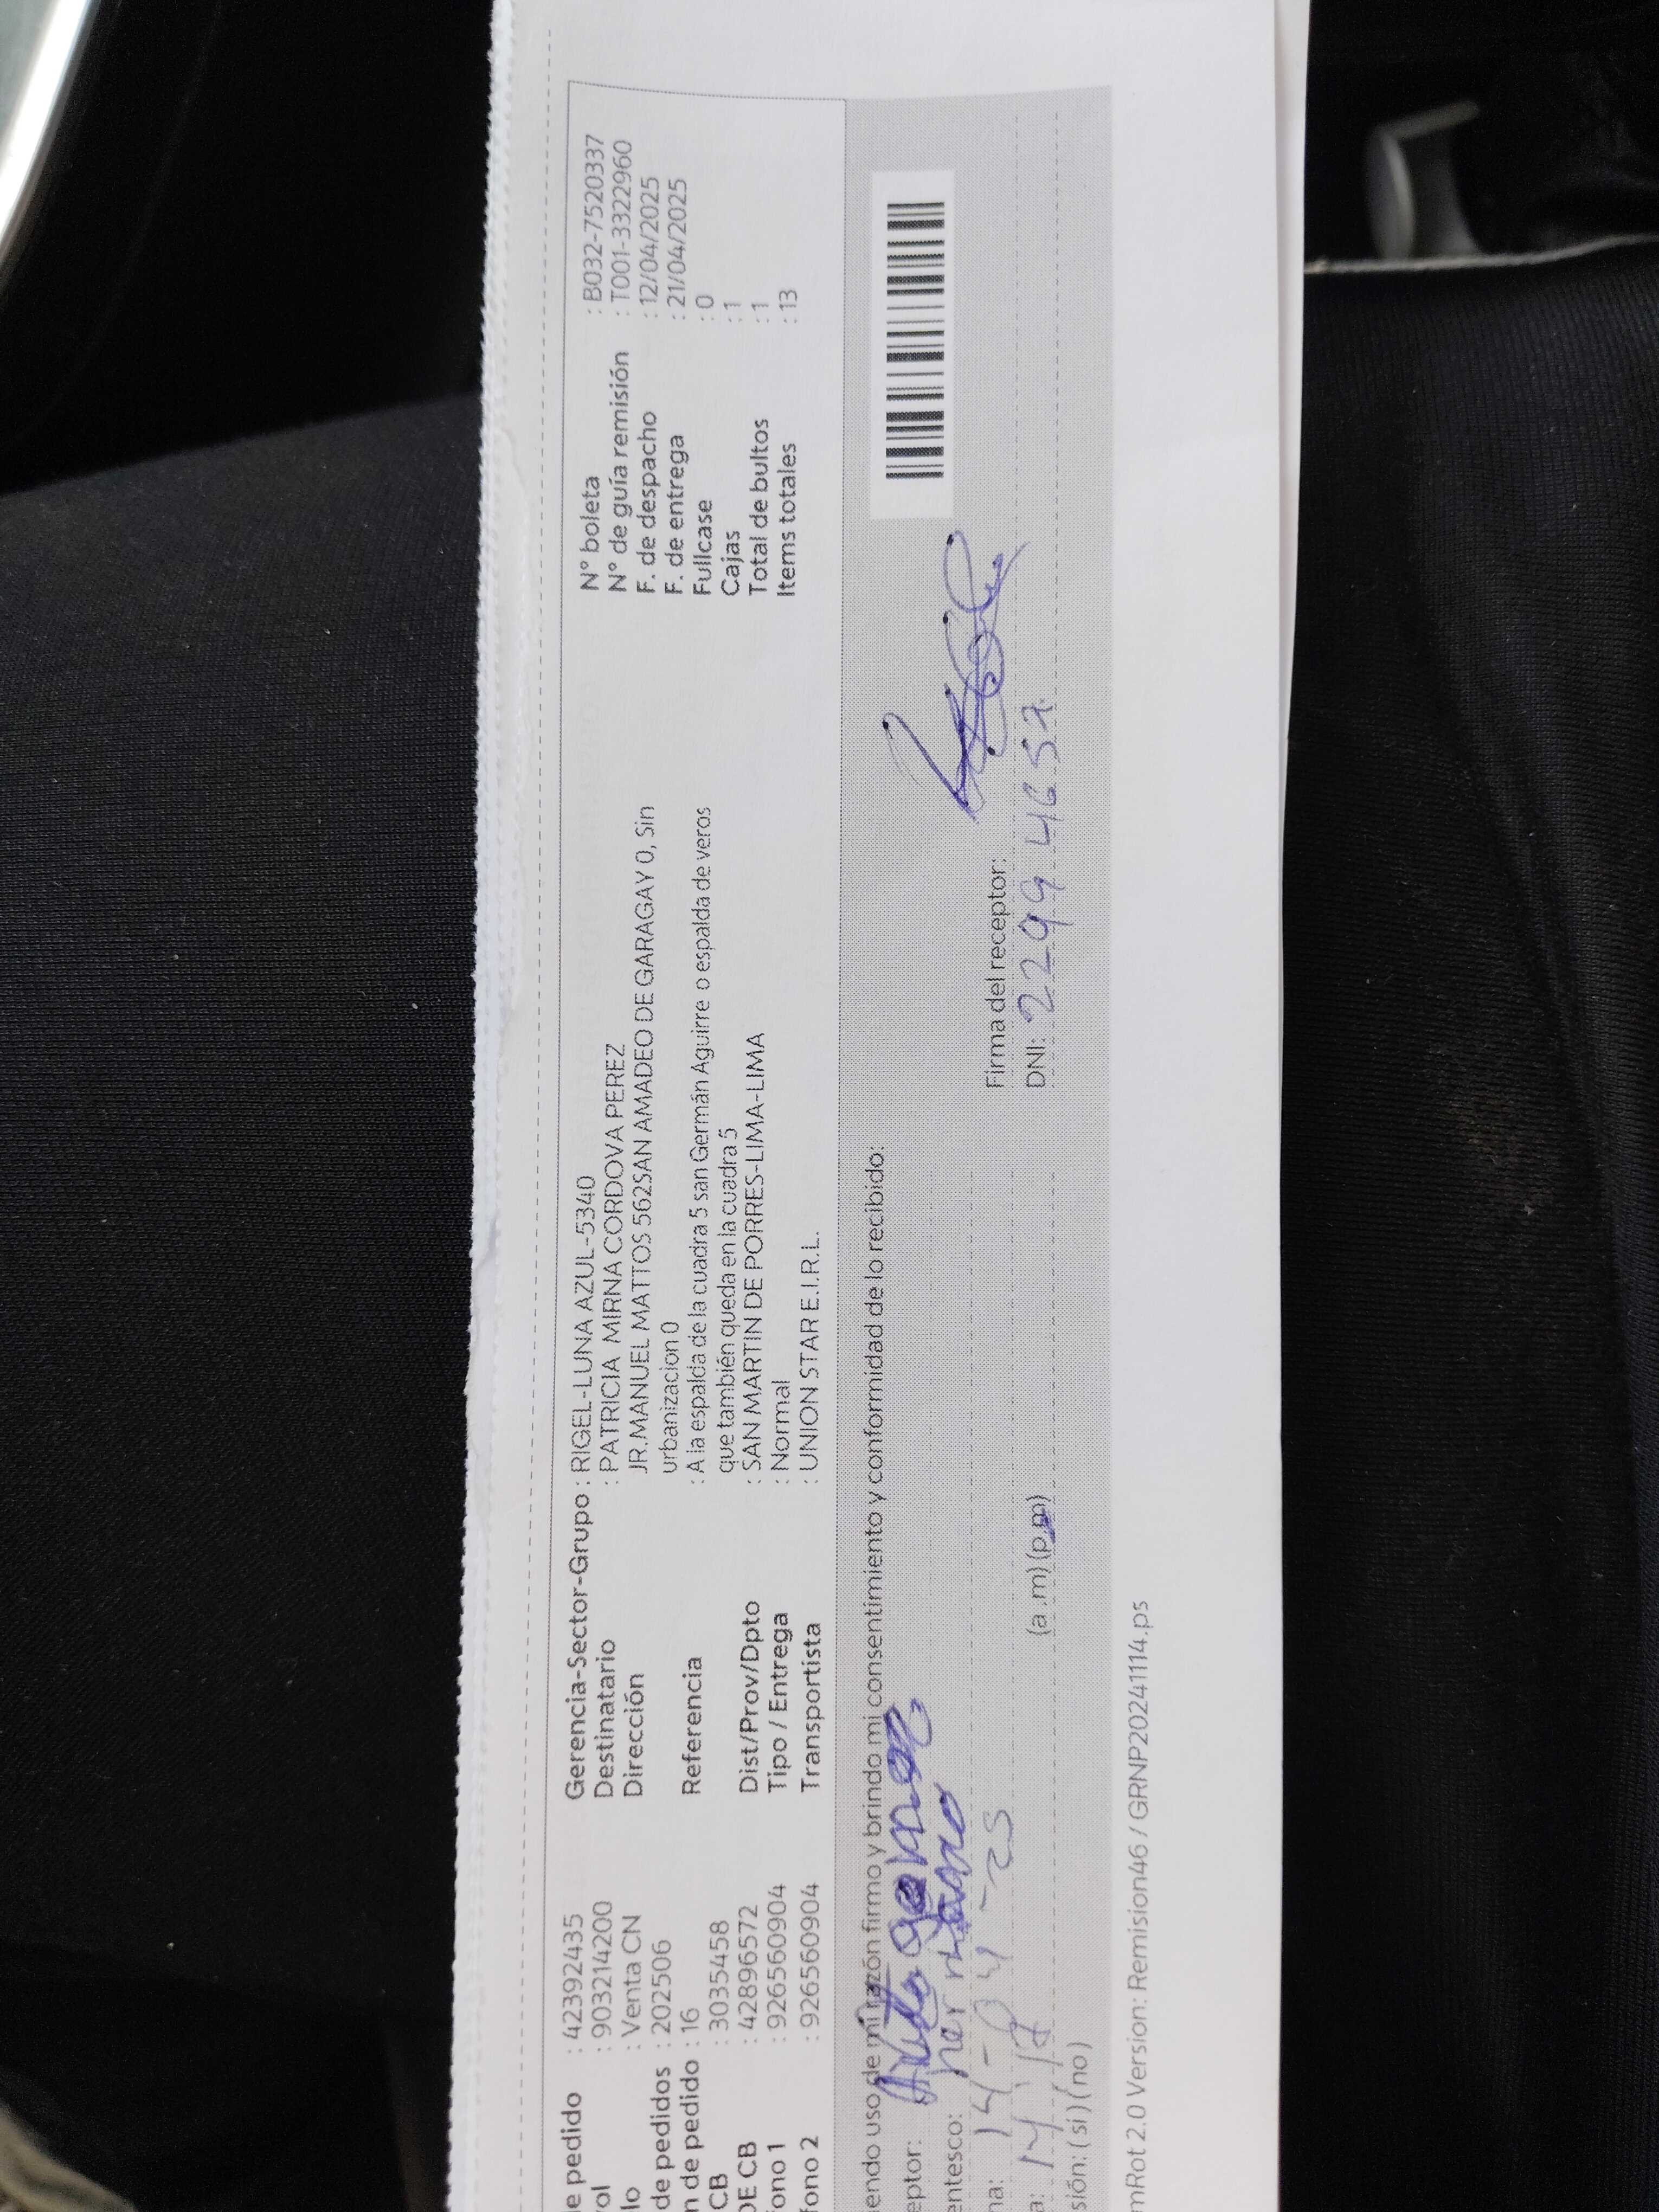 e pedido : 42392435
ol : 903214200
lo : Venta CN
de pedidos : 202506
n de pedido : 16
CB : 3035458
DE CB : 42896572
ono 1 : 926560904
fono 2 : 926560904
Gerencia-Sector-Grupo : RIGEL-LUNA AZUL-5340
Destinatario : PATRICIA MIRNA CORDOVA PEREZ
Dirección JR.MANUEL MATTOS 562SAN AMADEO DE GARAGAY 0, Sin
urbanizacion 0
Referencia : A la espalda de la cuadra 5 san Germán Aguirre o espalda de veros
que también queda en la cuadra 5
Dist/Prov/Dpto : SAN MARTIN DE PORRES-LIMA-LIMA
Tipo / Entrega : Normal
Transportista : UNION STAR E.I.R.L.
N° boleta : B032-7520337
N° de guía remisión : T001-3322960
F. de despacho : 12/04/2025
F. de entrega : 21/04/2025
Fullcase : 0
Cajas : 1
Total de bultos : 1
Items totales : 13
iendo uso de mi razón firmo y brindo mi consentimiento y conformidad de lo recibido:
eptor:
entesco: hermano
na: 14-04-25
a: 14:17 (a .m) (p.m)
sión: (si) (no)
Firma del receptor:
DNI: 22994657
mRot 2.0 Version: Remision46 / GRNP20241114.ps